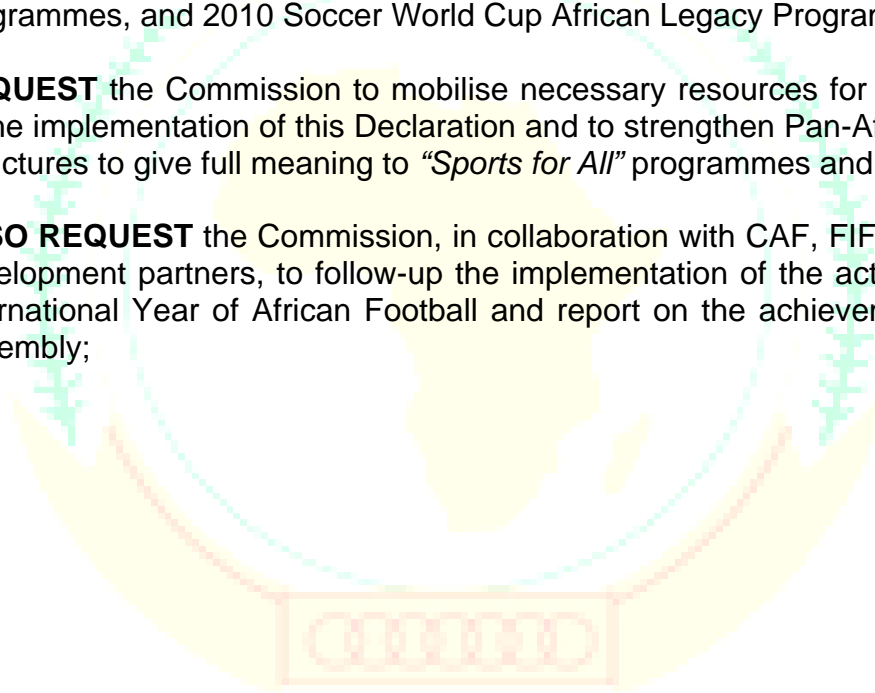 grammes, and 2010 Soccer World Cup African Legacy Program
QUEST the Commission to mobilise necessary resources for
he implementation of this Declaration and to strengthen Pan-Af
ctures to give full meaning to “Sports for All” programmes and
SO REQUEST the Commission, in collaboration with CAF, FIF
elopment partners, to follow-up the implementation of the act
rnational Year of African Football and report on the achiever
embly;